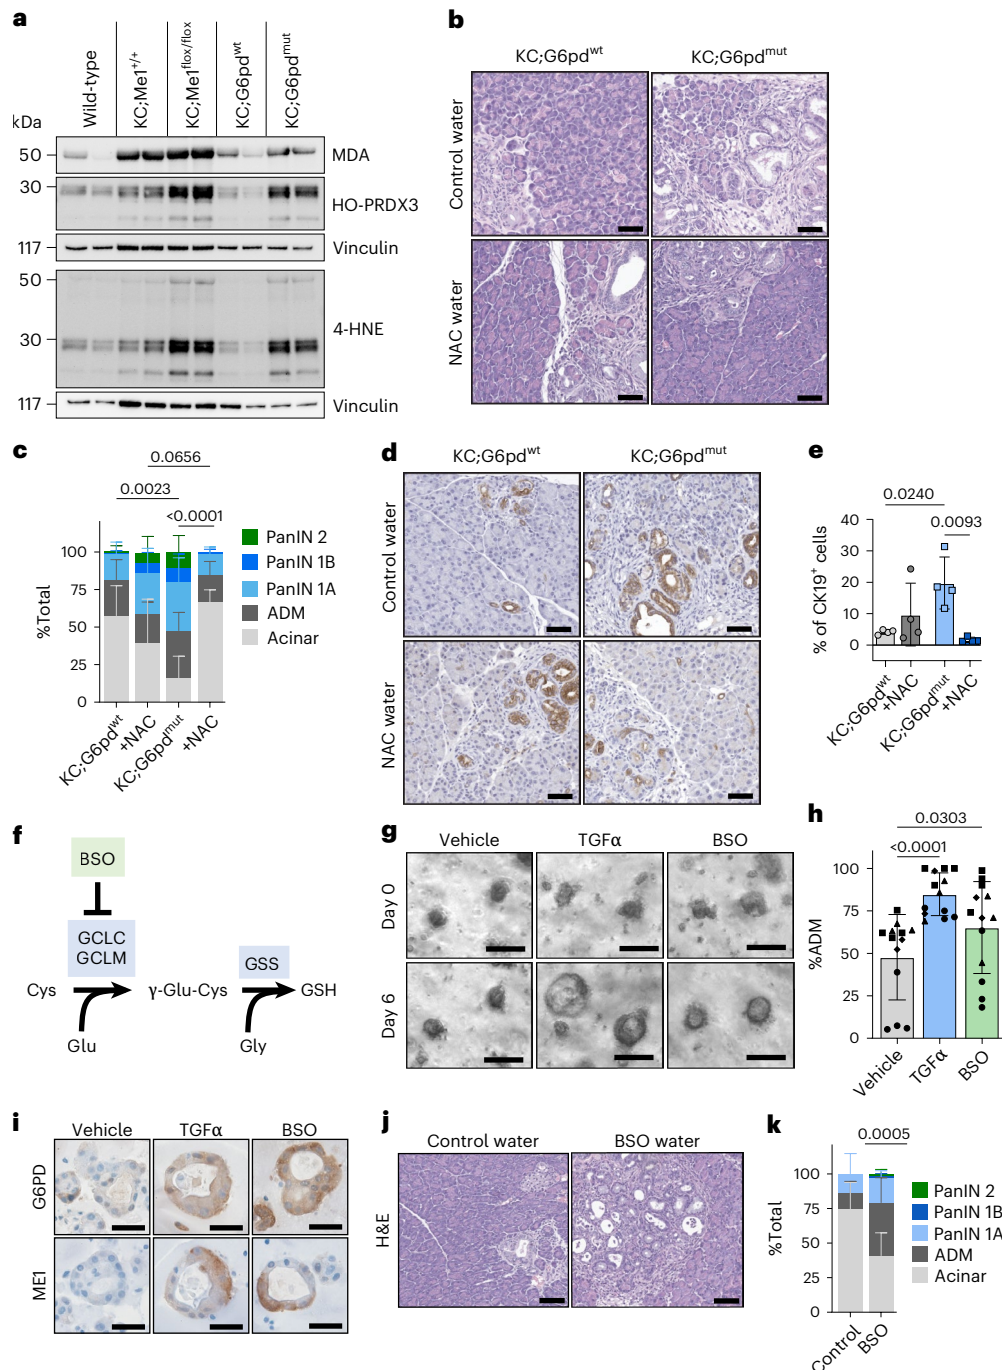 a
kDa
Wild-type
KC;Me1+/+
KC;Me1flox/flox
KC;G6pdwt
KC;G6pdmut
50
MDA
30
HO-PRDX3
117
Vinculin
50
30
4-HNE
117
Vinculin
b
KC;G6pdwt
KC;G6pdmut
Control water
NAC water
c
0.0656
0.0023
<0.0001
%Total
100
75
50
25
0
PanIN 2
PanIN 1B
PanIN 1A
ADM
Acinar
KC;G6pdwt
+NAC
KC;G6pdmut
+NAC
d
KC;G6pdwt
KC;G6pdmut
Control water
NAC water
e
0.0240
0.0093
% of CK19+ cells
40
30
20
10
0
KC;G6pdwt
+NAC
KC;G6pdmut
+NAC
f
BSO
GCLC
GCLM
GSS
Cys
γ-Glu-Cys
GSH
Glu
Gly
g
Vehicle
TGFα
BSO
Day 0
Day 6
h
0.0303
<0.0001
%ADM
100
75
50
25
0
Vehicle
TGFα
BSO
i
Vehicle
TGFα
BSO
G6PD
ME1
j
Control water
BSO water
H&E
k
0.0005
%Total
100
75
50
25
0
PanIN 2
PanIN 1B
PanIN 1A
ADM
Acinar
Control
BSO